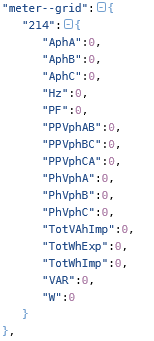 "meter--grid":{
"214":{
"AphA":0,
"AphB":0,
"AphC":0,
"Hz":0,
"PF":0,
"PPVphAB":0,
"PPVphBC":0,
"PPVphCA":0,
"PhVphA":0,
"PhVphB":0,
"PhVphC":0,
"TotVAhImp":0,
"TotWhExp":0,
"TotWhImp":0,
"VAR":0,
"W":0
}
},